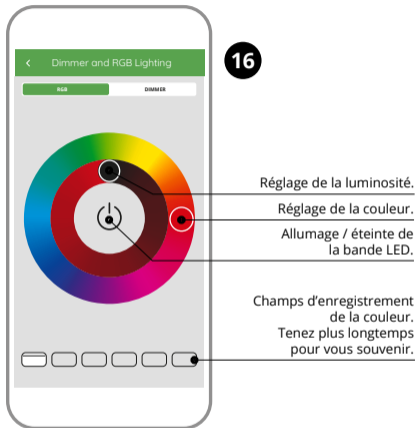 Dimmer and RGB Lighting
16
RGB DIMMER
Réglage de la luminosité.
Réglage de la couleur.
Allumage / éteinte de
la bande LED.
Champs d'enregistrement
de la couleur.
Tenez plus longtemps
pour vous souvenir.